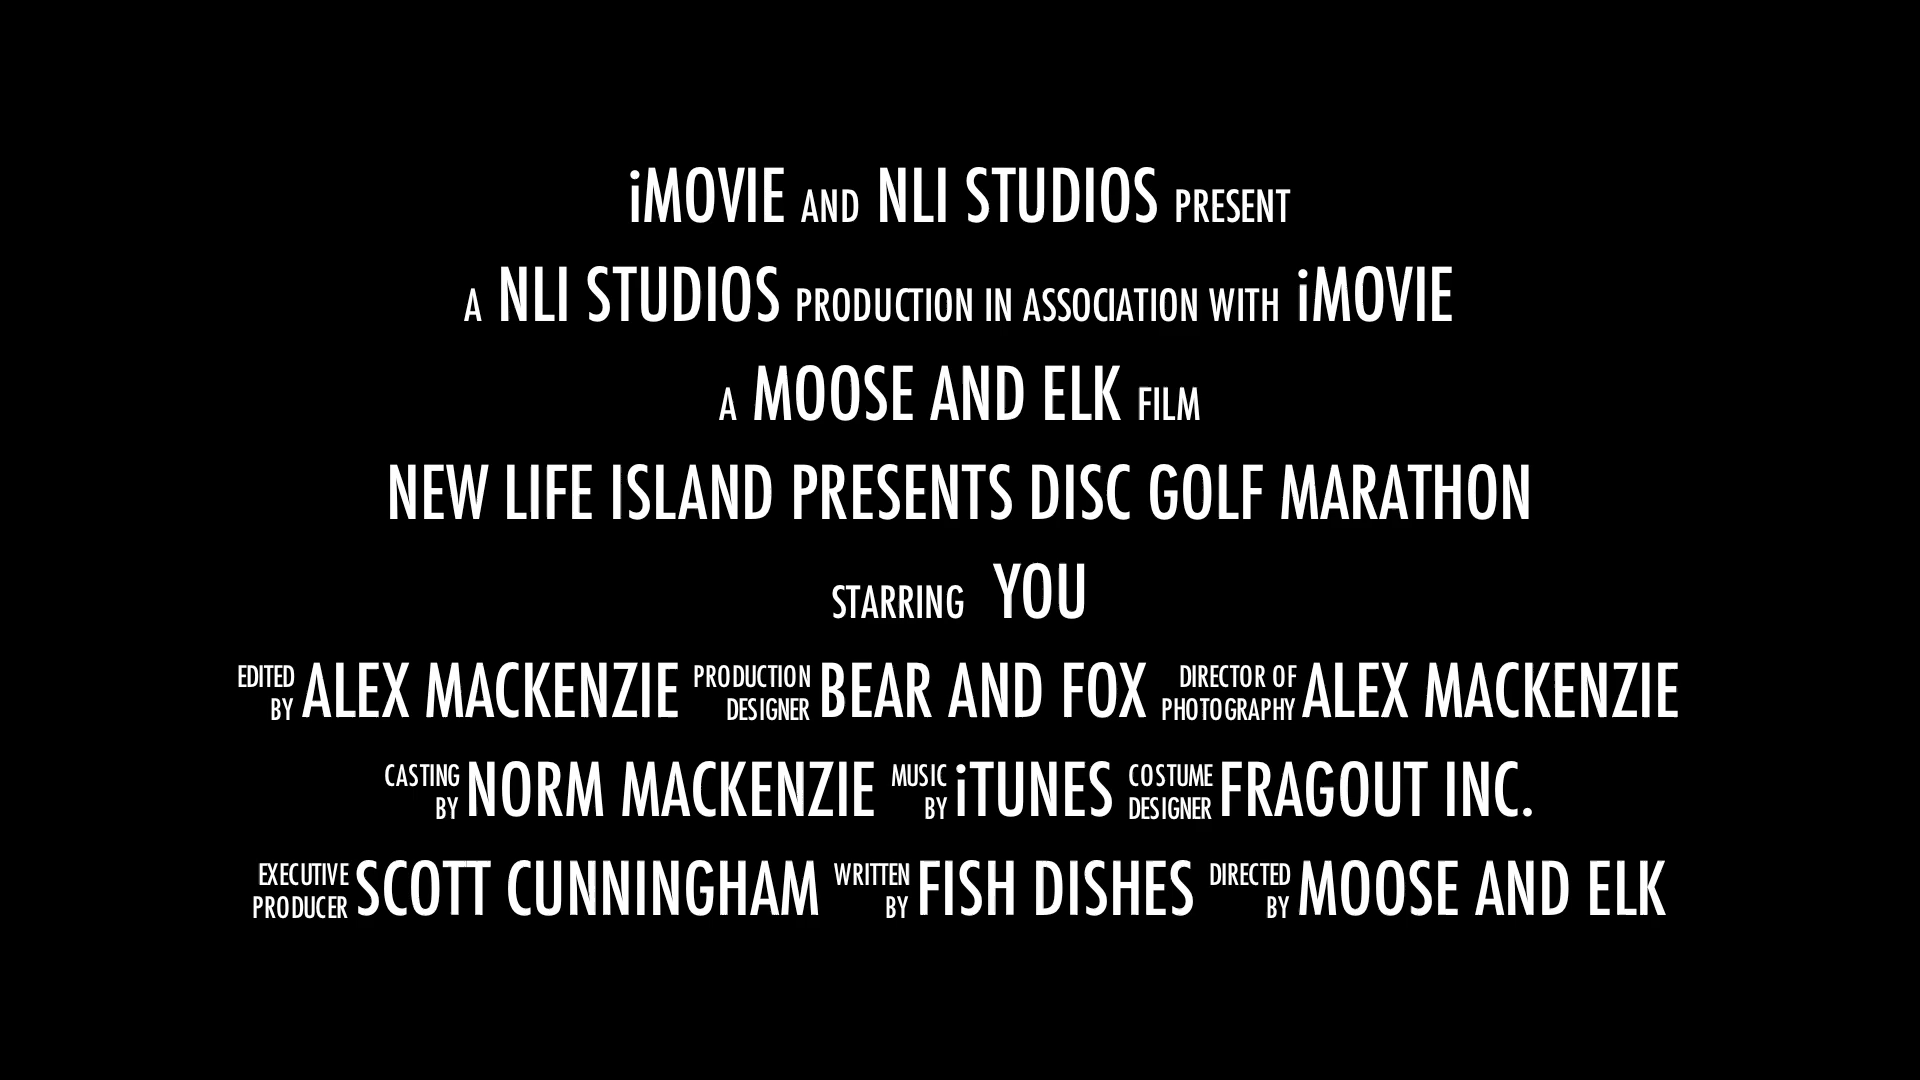 iMOVIE AND NLI STUDIOS PRESENT
A NLI STUDIOS PRODUCTION IN ASSOCIATION WITH iMOVIE
A MOOSE AND ELK FILM
NEW LIFE ISLAND PRESENTS DISC GOLF MARATHON
STARRING YOU
EDITED BY ALEX MACKENZIE PRODUCTION DESIGNER BEAR AND FOX DIRECTOR OF PHOTOGRAPHY ALEX MACKENZIE
CASTING BY NORM MACKENZIE MUSIC BY iTUNES COSTUME DESIGNER FRAGOUT INC.
EXECUTIVE PRODUCER SCOTT CUNNINGHAM WRITTEN BY FISH DISHES DIRECTED BY MOOSE AND ELK